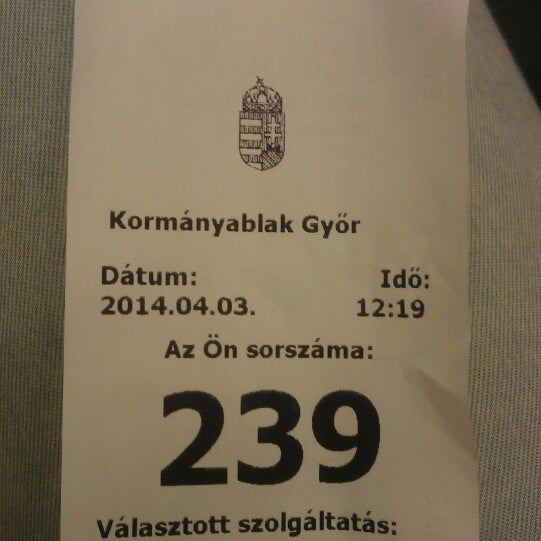 Kormányablak Győr
Dátum: Idő:
2014.04.03. 12:19
Az Ön sorszáma:
239
Választott szolgáltatás: